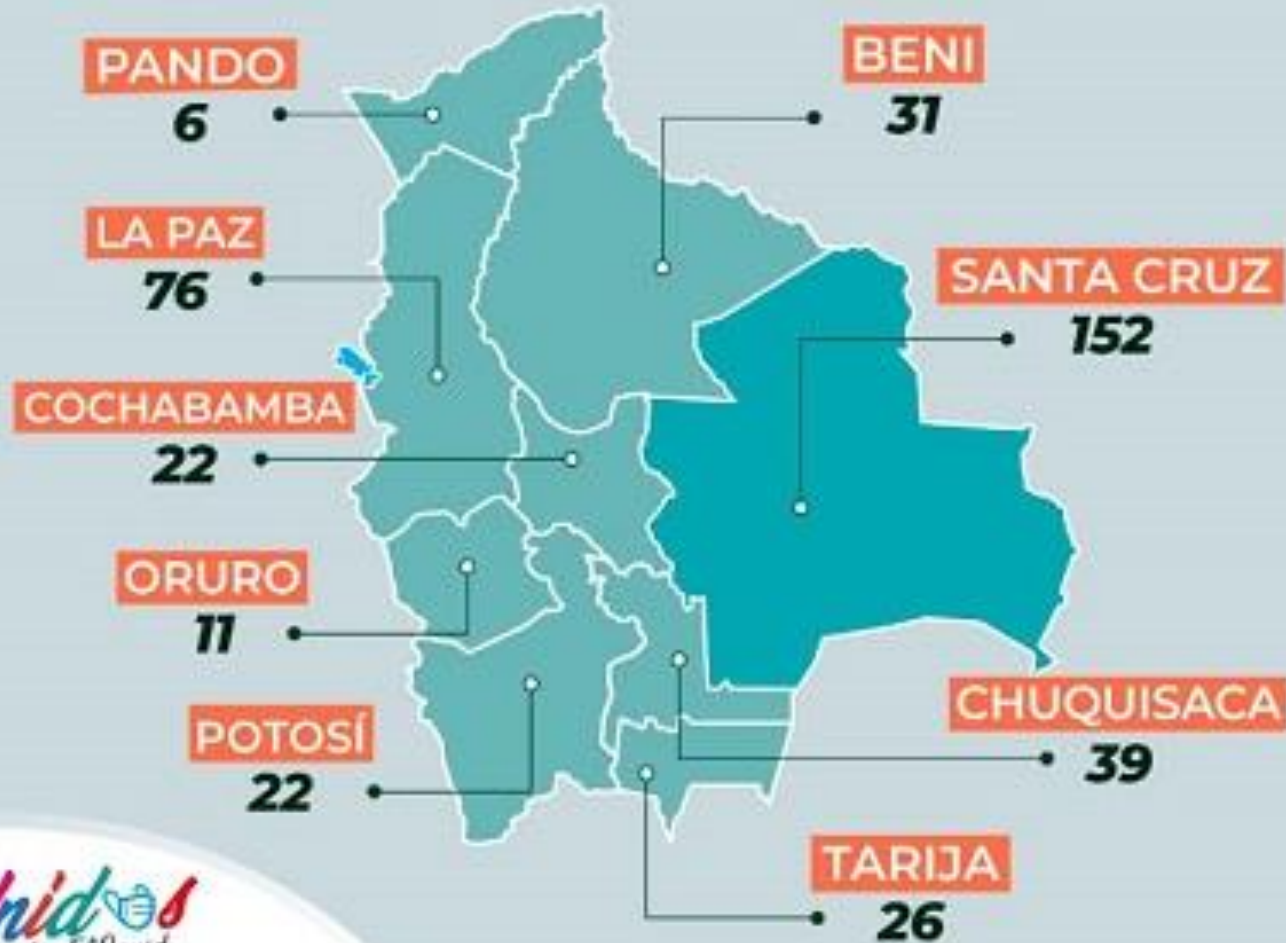 PANDO
6
BENI
31
LA PAZ
76
SANTA CRUZ
152
COCHABAMBA
22
ORURO
11
CHUQUISACA
39
POTOSÍ
22
TARIJA
26